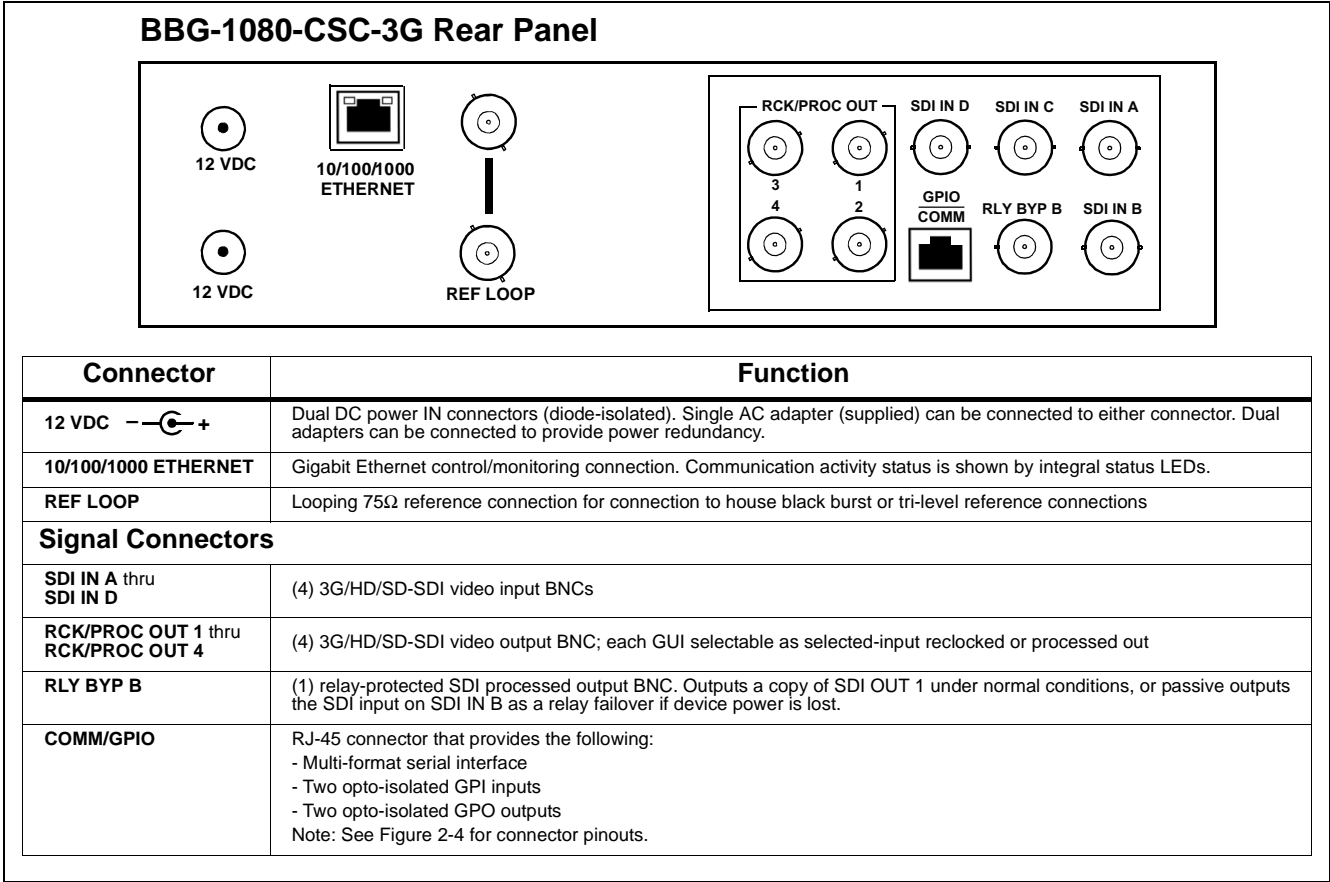 BBG-1080-CSC-3G Rear Panel
12 VDC
10/100/1000
ETHERNET
12 VDC
REF LOOP
RCK/PROC OUT
SDI IN D
SDI IN C
SDI IN A
3
1
4
2
GPIO
COMM
RLY BYP B
SDI IN B
Connector
Function
12 VDC – +
Dual DC power IN connectors (diode-isolated). Single AC adapter (supplied) can be connected to either connector. Dual
adapters can be connected to provide power redundancy.
10/100/1000 ETHERNET
Gigabit Ethernet control/monitoring connection. Communication activity status is shown by integral status LEDs.
REF LOOP
Looping 75Ω reference connection for connection to house black burst or tri-level reference connections
Signal Connectors
SDI IN A thru
SDI IN D
(4) 3G/HD/SD-SDI video input BNCs
RCK/PROC OUT 1 thru
RCK/PROC OUT 4
(4) 3G/HD/SD-SDI video output BNC; each GUI selectable as selected-input reclocked or processed out
RLY BYP B
(1) relay-protected SDI processed output BNC. Outputs a copy of SDI OUT 1 under normal conditions, or passive outputs
the SDI input on SDI IN B as a relay failover if device power is lost.
COMM/GPIO
RJ-45 connector that provides the following:
- Multi-format serial interface
- Two opto-isolated GPI inputs
- Two opto-isolated GPO outputs
Note: See Figure 2-4 for connector pinouts.